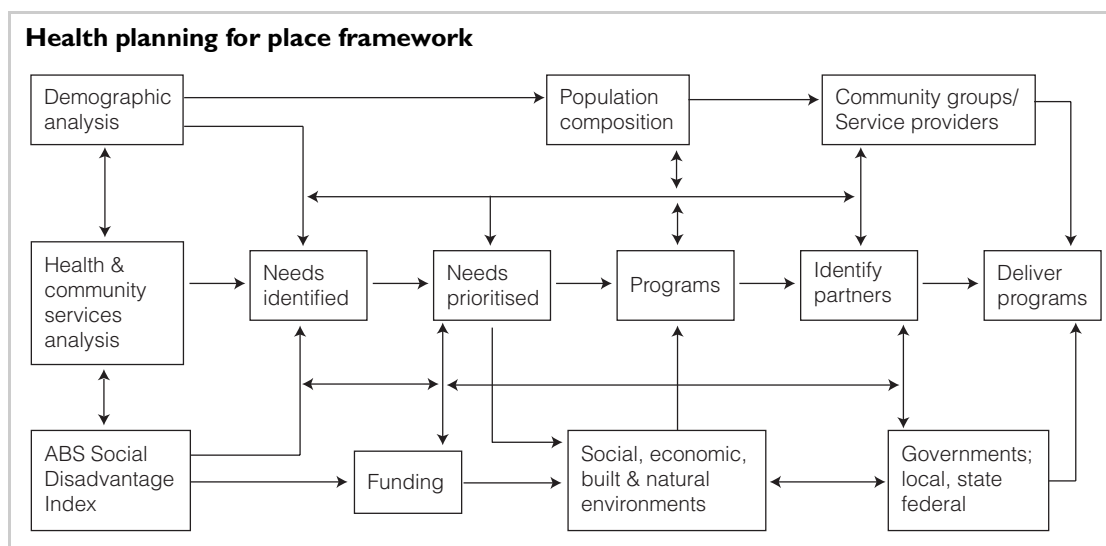 Health planning for place framework
Demographic
analysis
Population
composition
Community groups/
Service providers
Health &
community
services
analysis
Needs
identified
Needs
prioritised
Programs
Identify
partners
Deliver
programs
ABS Social
Disadvantage
Index
Funding
Social, economic,
built & natural
environments
Governments;
local, state
federal